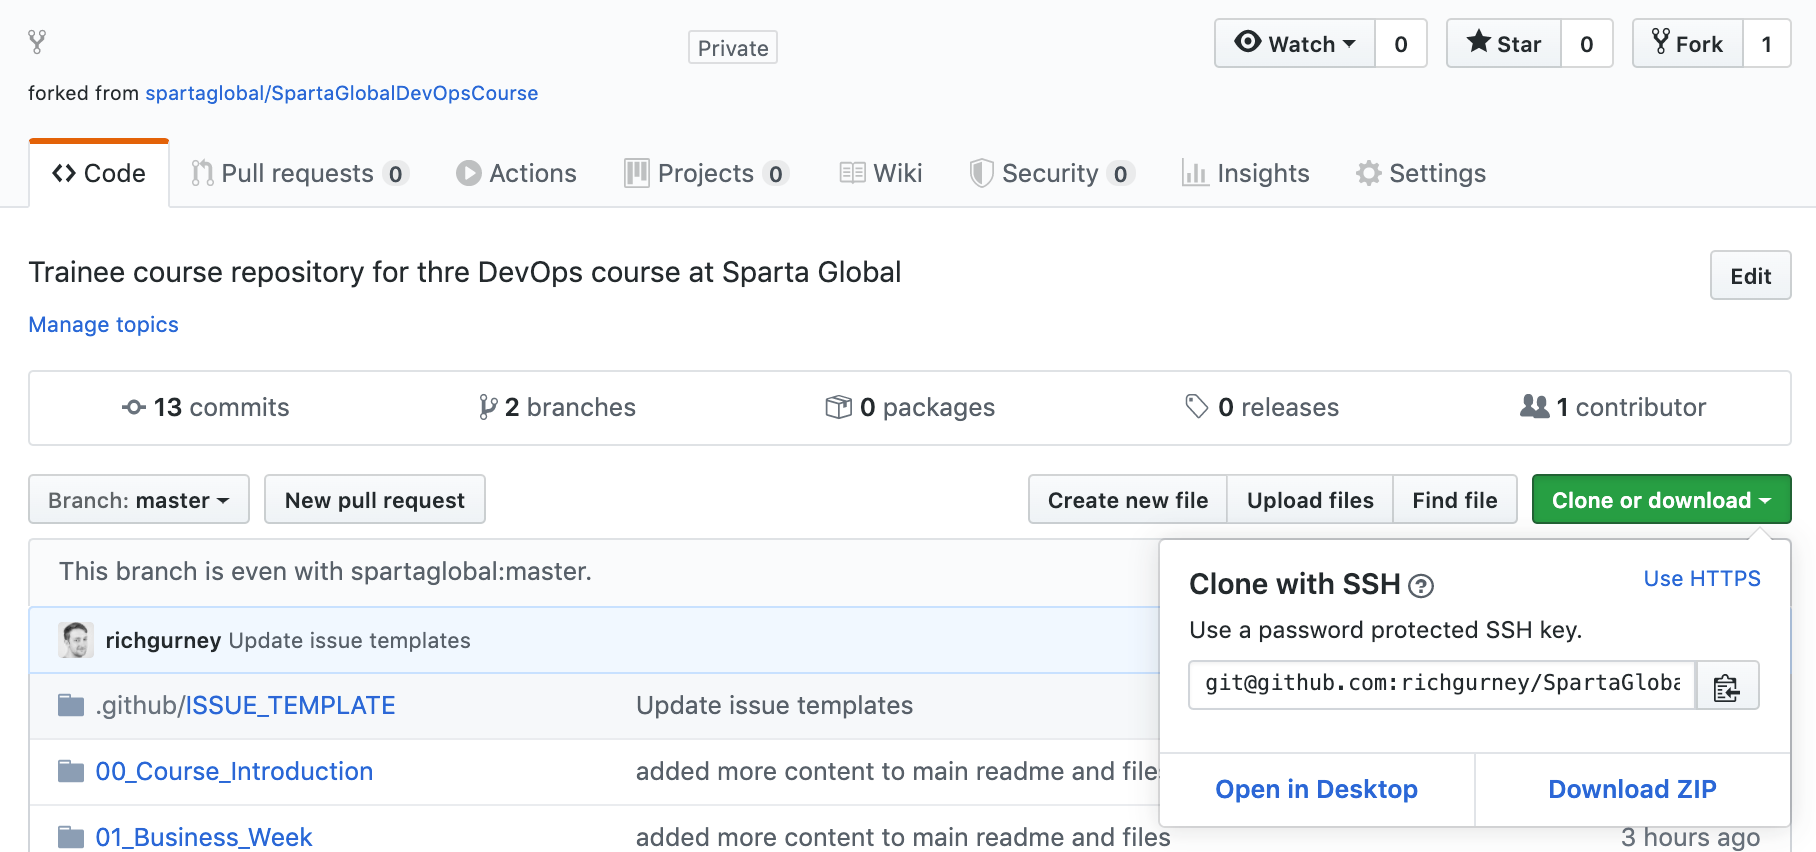 Private
Watch 0
Star 0
Fork 1
forked from spartaglobal/SpartaGlobalDevOpsCourse
Code
Pull requests 0
Actions
Projects 0
Wiki
Security 0
Insights
Settings
Trainee course repository for thre DevOps course at Sparta Global
Edit
Manage topics
13 commits
2 branches
0 packages
0 releases
1 contributor
Branch: master
New pull request
Create new file
Upload files
Find file
Clone or download
This branch is even with spartaglobal:master.
Clone with SSH ?
Use HTTPS
Use a password protected SSH key.
git@github.com:richgurney/SpartaGloba
Open in Desktop
Download ZIP
richgurney Update issue templates
.github/ISSUE_TEMPLATE
Update issue templates
00_Course_Introduction
added more content to main readme and files
01_Business_Week
added more content to main readme and files
3 hours ago